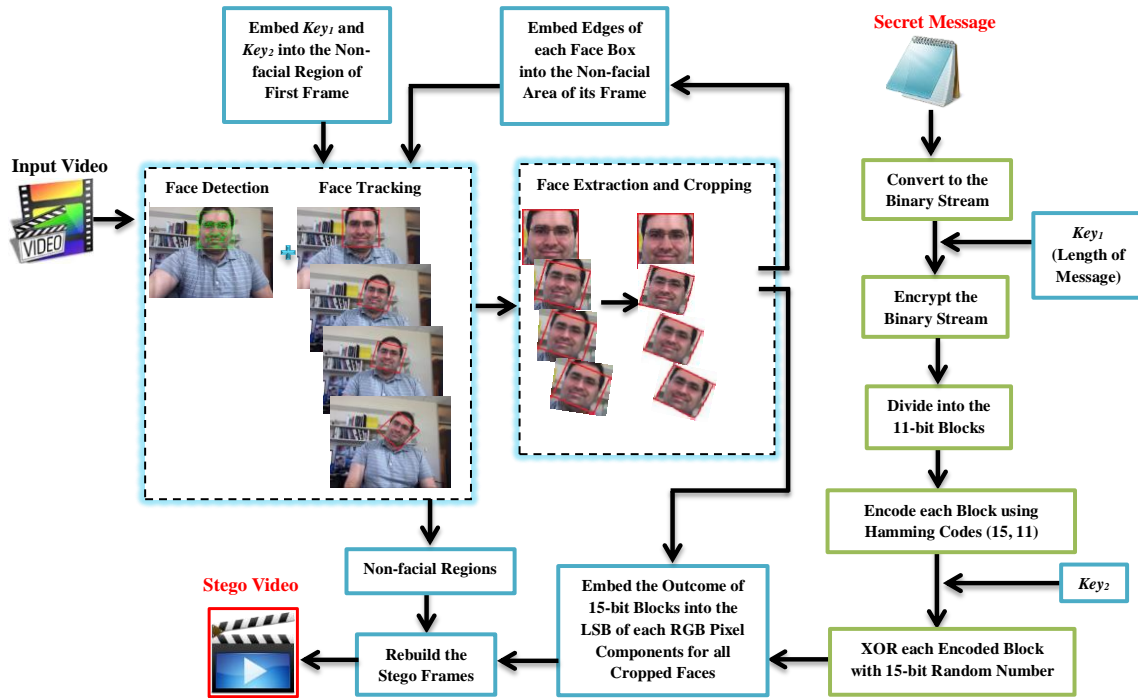 Embed Key1 and
Key2 into the Non-
facial Region of
First Frame
Embed Edges of
each Face Box
into the Non-facial
Area of its Frame
Secret Message
Input Video
VIDEO
Face Detection
Face Tracking
Face Extraction and Cropping
Convert to the
Binary Stream
Key1
(Length of
Message)
Encrypt the
Binary Stream
Divide into the
11-bit Blocks
Encode each Block using
Hamming Codes (15, 11)
Key2
XOR each Encoded Block
with 15-bit Random Number
Embed the Outcome of
15-bit Blocks into the
LSB of each RGB Pixel
Components for all
Cropped Faces
Non-facial Regions
Rebuild the
Stego Frames
Stego Video